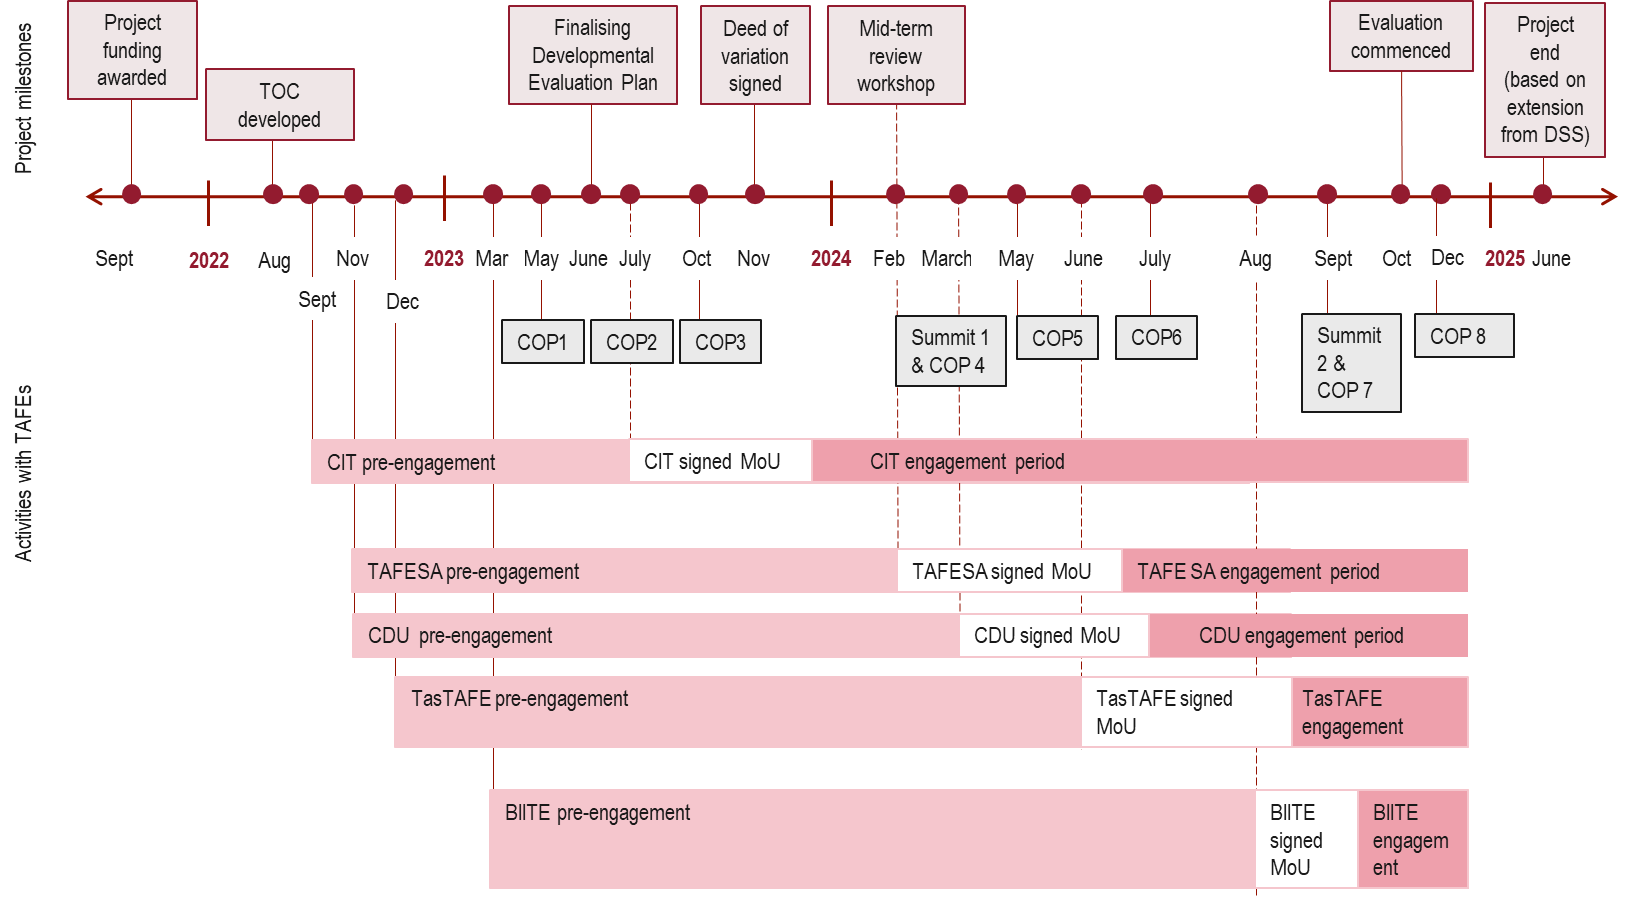 Project milestones
Project
funding
awarded
TOC
developed
Finalising
Developmental
Evaluation Plan
Deed of
variation
signed
Mid-term
review
workshop
Evaluation
commenced
Project
end
(based on
extension
from DSS)
Sept
2022
Aug
Sept
Nov
Dec
2023
Mar
May
June
July
Oct
Nov
2024
Feb
March
May
June
July
Aug
Sept
Oct
Dec
2025
June
COP1
COP2
COP3
Summit 1
& COP 4
COP5
COP6
Summit
2 &
COP 7
COP 8
Activities with TAFEs
CIT pre-engagement
CIT signed MoU
CIT engagement period
TAFESA pre-engagement
TAFESA signed MoU
TAFE SA engagement period
CDU pre-engagement
CDU signed MoU
CDU engagement period
TasTAFE pre-engagement
TasTAFE signed
MoU
TasTAFE
engagement
BIITE pre-engagement
BIITE
signed
MoU
BIITE
engagem
ent